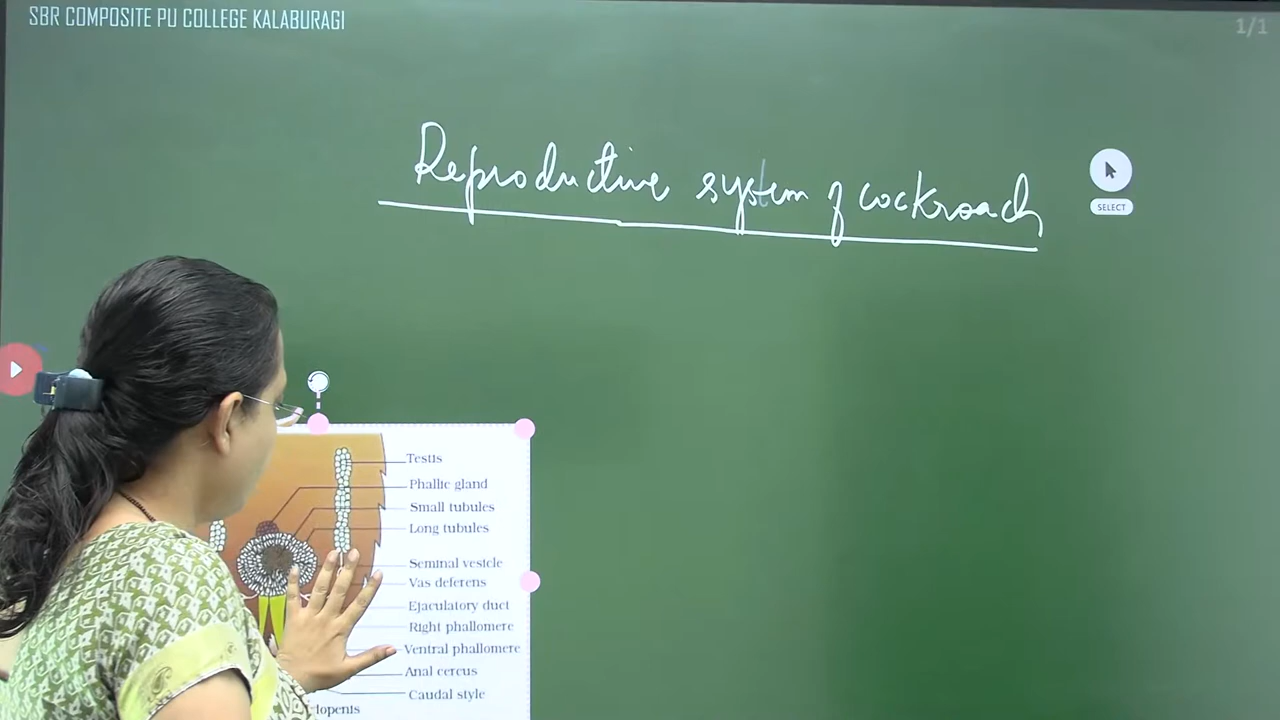 SBR COMPOSITE PU COLLEGE KALABURAGI
1/1
Reproductive system of cockroach
SELECT
Testis
Phallic gland
Small tubules
Long tubules
Seminal vesicle
Vas deferens
Ejaculatory duct
Right phallomere
Ventral phallomere
Anal cercus
Caudal style